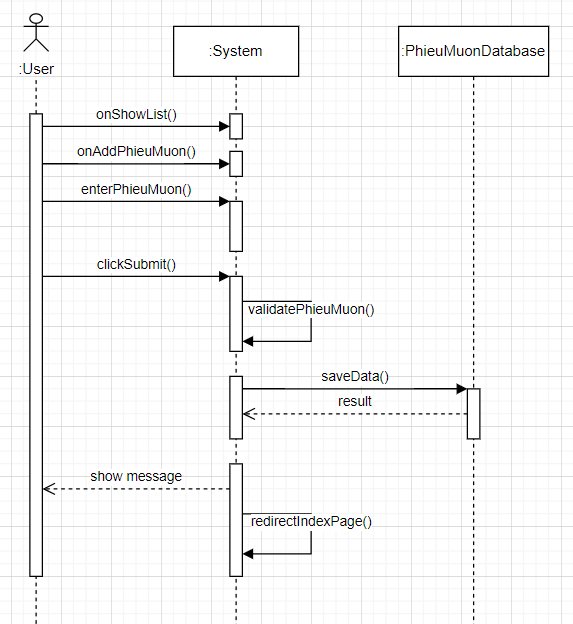 :User
:System
:PhieuMuonDatabase
onShowList()
onAddPhieuMuon()
enterPhieuMuon()
clickSubmit()
validatePhieuMuon()
saveData()
result
show message
redirectIndexPage()